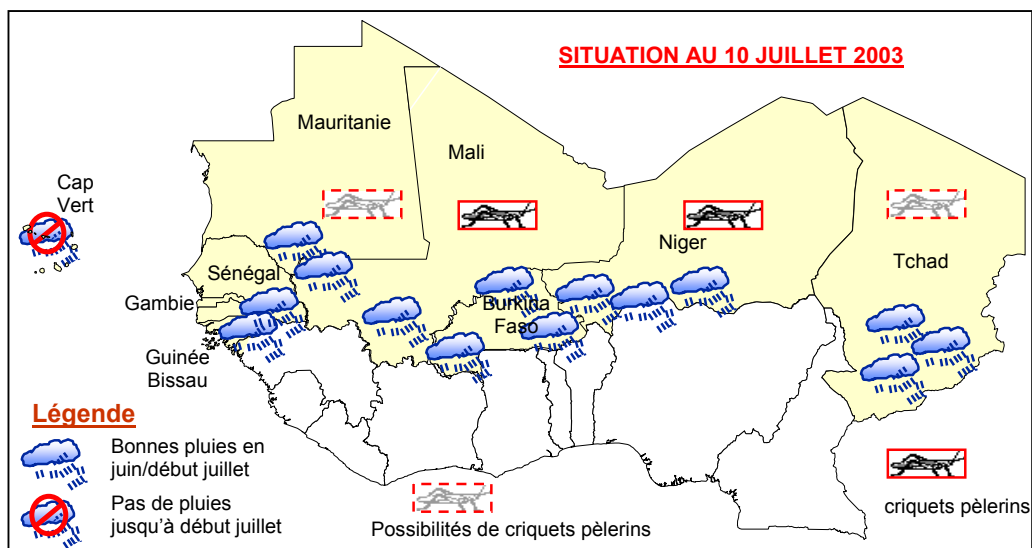 SITUATION AU 10 JUILLET 2003
Mauritanie
Mali
Cap
Vert
Niger
Sénégal
Tchad
Gambie
Burkina
Faso
Guinée
Bissau
Légende
Bonnes pluies en
juin/début juillet
Pas de pluies
jusqu'à début juillet
Possibilités de criquets pèlerins
criquets pèlerins